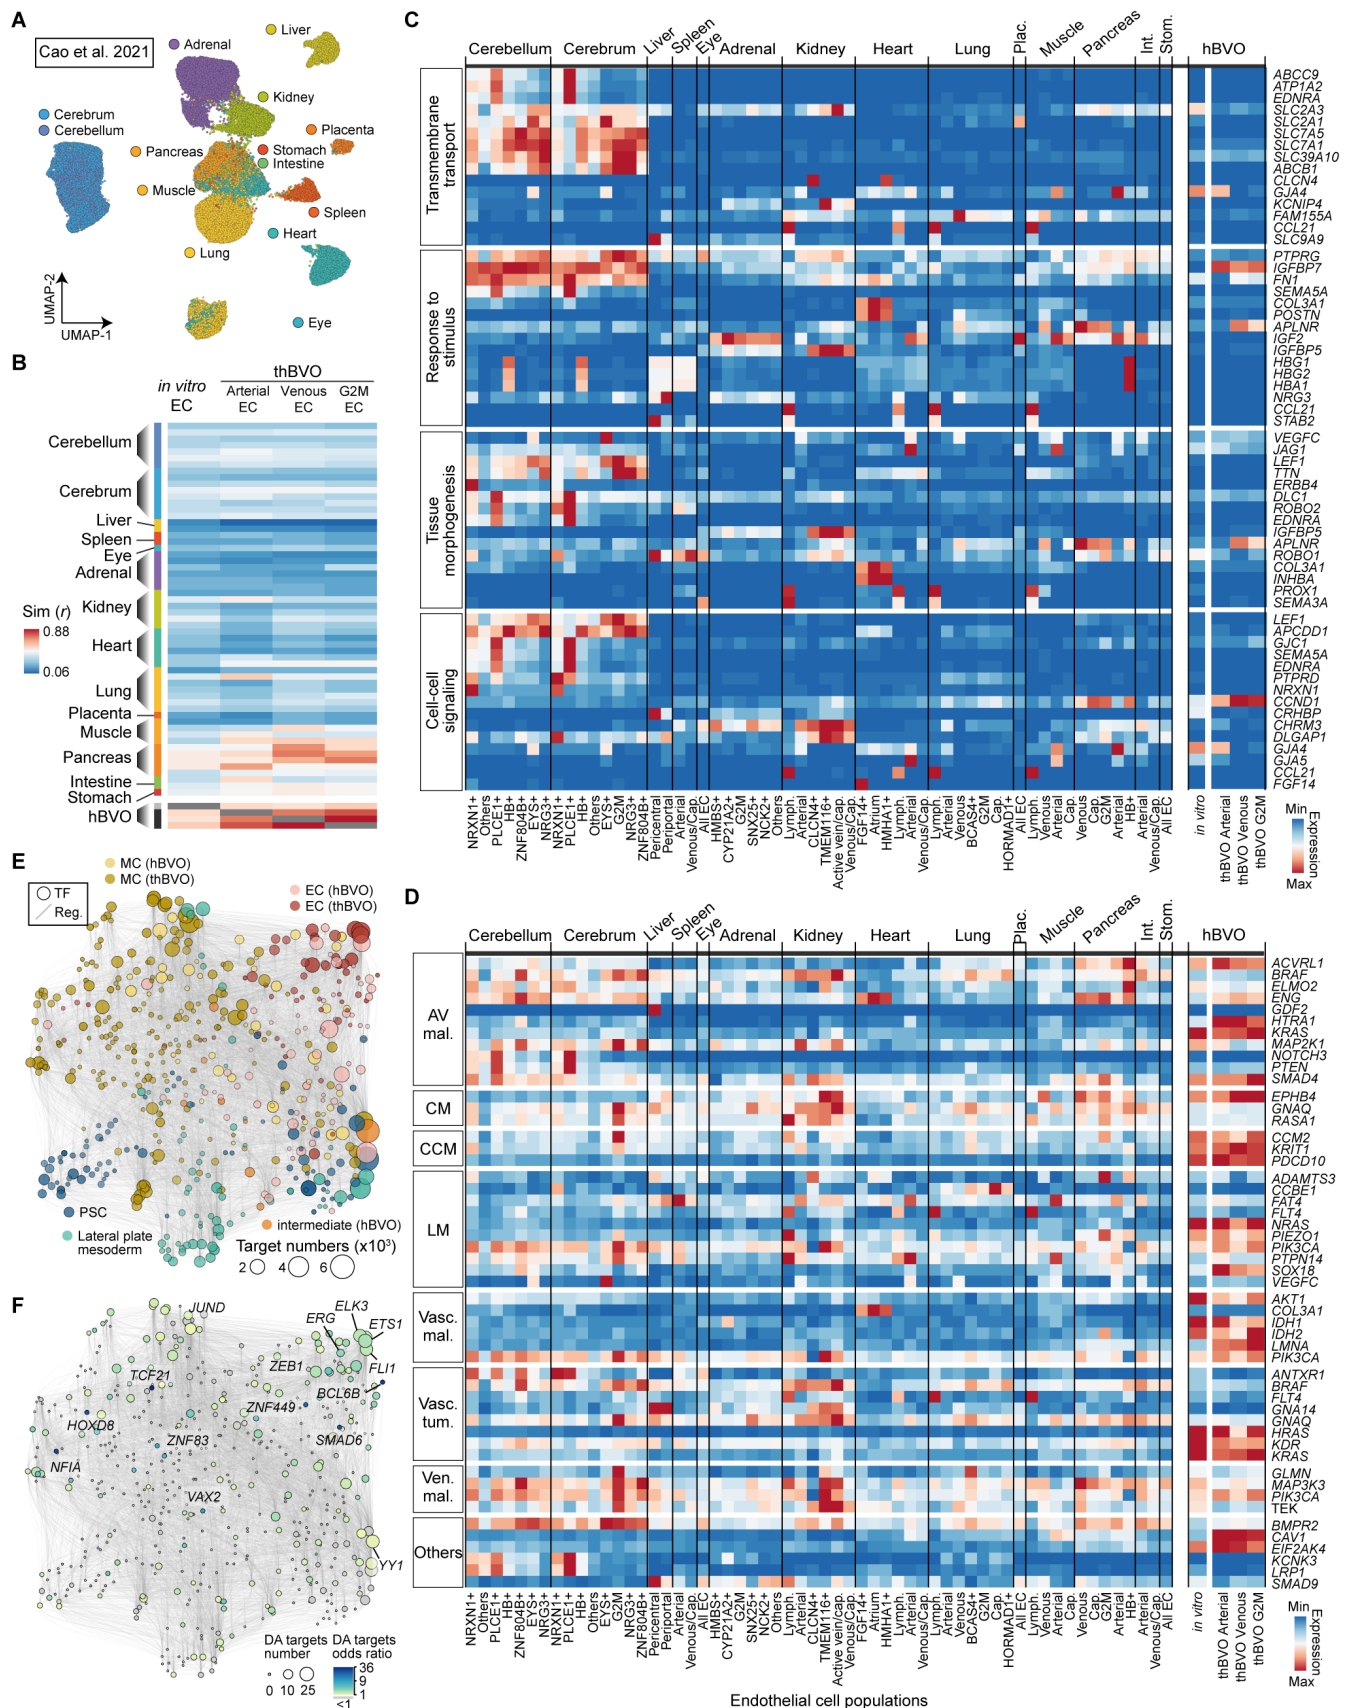 A
Cao et al. 2021
Adrenal
Liver
Kidney
Cerebrum
Cerebellum
Placenta
Pancreas
Stomach
Intestine
Muscle
Spleen
Heart
Lung
Eye
UMAP-2
UMAP-1
B
in vitro
EC
thBVO
Arterial
EC
Venous
EC
G2M
EC
Cerebellum
Cerebrum
Liver
Spleen
Eye
Adrenal
Kidney
Heart
Lung
Placenta
Muscle
Pancreas
Intestine
Stomach
hBVO
Sim (r)
0.88
0.06
C
Cerebellum
Cerebrum
Liver
Spleen
Eye
Adrenal
Kidney
Heart
Lung
Plac.
Muscle
Pancreas
Int.
Stom.
hBVO
Transmembrane
transport
ABCC9
ATP1A2
EDNRA
SLC2A3
SLC2A1
SLC7A5
SLC7A1
SLC39A10
ABCB1
CLCN4
GJA4
KCNIP4
FAM155A
CCL21
SLC9A9
Response to
stimulus
PTPRG
IGFBP7
FN1
SEMA5A
COL3A1
POSTN
APLNR
IGF2
IGFBP5
HBG1
HBG2
HBA1
NRG3
CCL21
STAB2
Tissue
morphogenesis
VEGFC
JAG1
LEF1
TTN
ERBB4
DLC1
ROBO2
EDNRA
IGFBP5
APLNR
ROBO1
COL3A1
INHBA
PROX1
SEMA3A
Cell-cell
signaling
LEF1
APCDD1
GJC1
SEMA5A
EDNRA
PTPRD
NRXN1
CCND1
CRHBP
CHRM3
DLGAP1
GJA4
GJA5
CCL21
FGF14
NRXN1+
Others
PLCE1+
HB+
ZNF804B+
EYS+
NRG3+
NRXN1+
PLCE1+
HB+
Others
EYS+
G2M
NRG3+
ZNF804B+
Pericentral
Periportal
Arterial
Venous/Cap.
All EC
HMBS+
CYP21A2+
G2M
SNX25+
NCK2+
Others
Lymph.
Arterial
CLCN4+
TMEM116+
Active vein/cap.
Venous/Cap.
FGF14+
Atrium
HMHA1+
Lymph.
Arterial
Venous/Cap.
Lymph.
Arterial
Venous
BCAS4+
G2M
Cap.
HORMAD1+
All EC
Lymph.
Venous
Arterial
Cap.
Venous
Cap.
G2M
Arterial
HB+
Arterial
Venous/Cap.
All EC
in vitro
thBVO Arterial
thBVO Venous
thBVO G2M
Min
Expression
Max
D
Cerebellum
Cerebrum
Liver
Spleen
Eye
Adrenal
Kidney
Heart
Lung
Plac.
Muscle
Pancreas
Int.
Stom.
hBVO
AV
mal.
ACVRL1
BRAF
ELMO2
ENG
GDF2
HTRA1
KRAS
MAP2K1
NOTCH3
PTEN
SMAD4
CM
EPHB4
GNAQ
RASA1
CCM
CCM2
KRIT1
PDCD10
LM
ADAMTS3
CCBE1
FAT4
FLT4
NRAS
PIEZO1
PIK3CA
PTPN14
SOX18
VEGFC
Vasc.
mal.
AKT1
COL3A1
IDH1
IDH2
LMNA
PIK3CA
Vasc.
tum.
ANTXR1
BRAF
FLT4
GNA14
GNAQ
HRAS
KDR
KRAS
Ven.
mal.
GLMN
MAP3K3
PIK3CA
TEK
Others
BMPR2
CAV1
EIF2AK4
KCNK3
LRP1
SMAD9
NRXN1+
Others
PLCE1+
HB+
ZNF804B+
EYS+
NRG3+
NRXN1+
PLCE1+
HB+
Others
EYS+
G2M
NRG3+
ZNF804B+
Pericentral
Periportal
Arterial
Venous/Cap.
All EC
HMBS+
CYP21A2+
G2M
SNX25+
NCK2+
Others
Lymph.
Arterial
CLCN4+
TMEM116+
Active vein/cap.
Venous/Cap.
FGF14+
Atrium
HMHA1+
Lymph.
Arterial
Venous/Cap.
Lymph.
Arterial
Venous
BCAS4+
G2M
Cap.
HORMAD1+
All EC
Lymph.
Venous
Arterial
Cap.
Venous
Cap.
G2M
Arterial
HB+
Arterial
Venous/Cap.
All EC
in vitro
thBVO Arterial
thBVO Venous
thBVO G2M
Endothelial cell populations
Min
Expression
Max
E
MC (hBVO)
MC (thBVO)
TF
Reg.
EC (hBVO)
EC (thBVO)
PSC
Lateral plate
mesoderm
intermediate (hBVO)
Target numbers (x10³)
2
4
6
F
JUND
ELK3
ERG
ETS1
ZEB1
FLI1
TCF21
BCL6B
ZNF449
HOXD8
ZNF83
SMAD6
NFIA
VAX2
YY1
DA targets
number
0 10 25
DA targets
odds ratio
36
9
1
<1